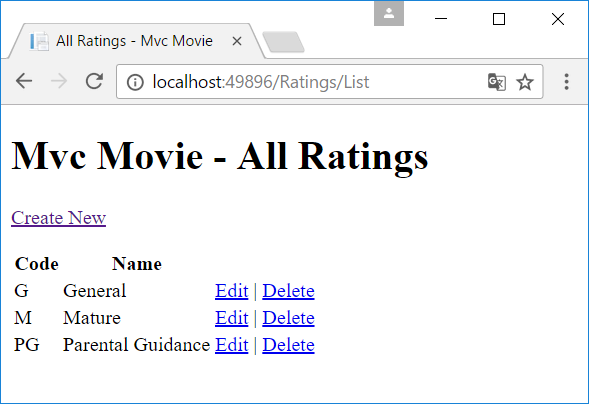 All Ratings - Mvc Movie
localhost:49896/Ratings/List
Mvc Movie - All Ratings
Create New
Code Name
G General Edit | Delete
M Mature Edit | Delete
PG Parental Guidance Edit | Delete